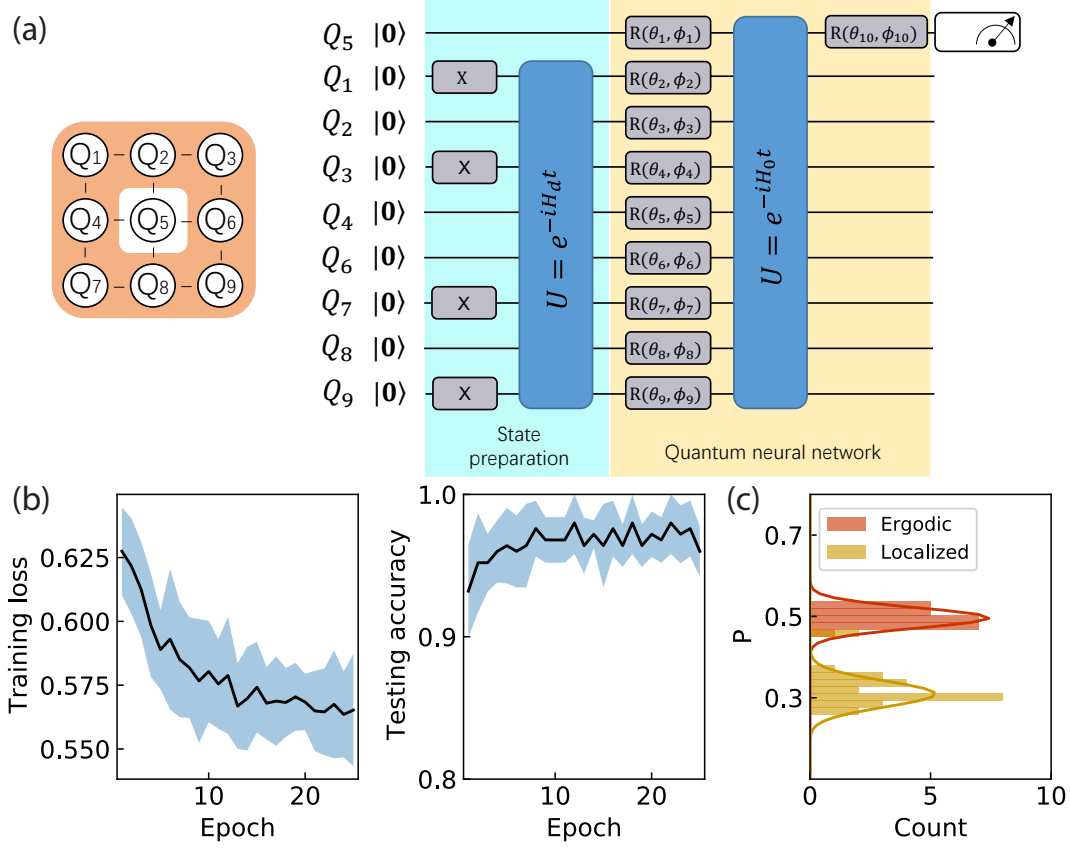 (a)
Q₁ Q₂ Q₃
Q₄ Q₅ Q₆
Q₇ Q₈ Q₉
Q₅ |0⟩ R(θ₁, ϕ₁) R(θ₁₀, ϕ₁₀)
Q₁ |0⟩ X R(θ₂, ϕ₂)
Q₂ |0⟩ R(θ₃, ϕ₃)
Q₃ |0⟩ X R(θ₄, ϕ₄)
Q₄ |0⟩ R(θ₅, ϕ₅)
Q₆ |0⟩ R(θ₆, ϕ₆)
Q₇ |0⟩ X R(θ₇, ϕ₇)
Q₈ |0⟩ R(θ₈, ϕ₈)
Q₉ |0⟩ X R(θ₉, ϕ₉)
U = e^{-iH_d t}
U = e^{-iH_0 t}
State
preparation
Quantum neural network
(b)
Training loss
0.625
0.600
0.575
0.550
10 20
Epoch
Testing accuracy
1.0
0.9
0.8
10 20
Epoch
(c)
P
0.7
0.5
0.3
Ergodic
Localized
0 5 10
Count